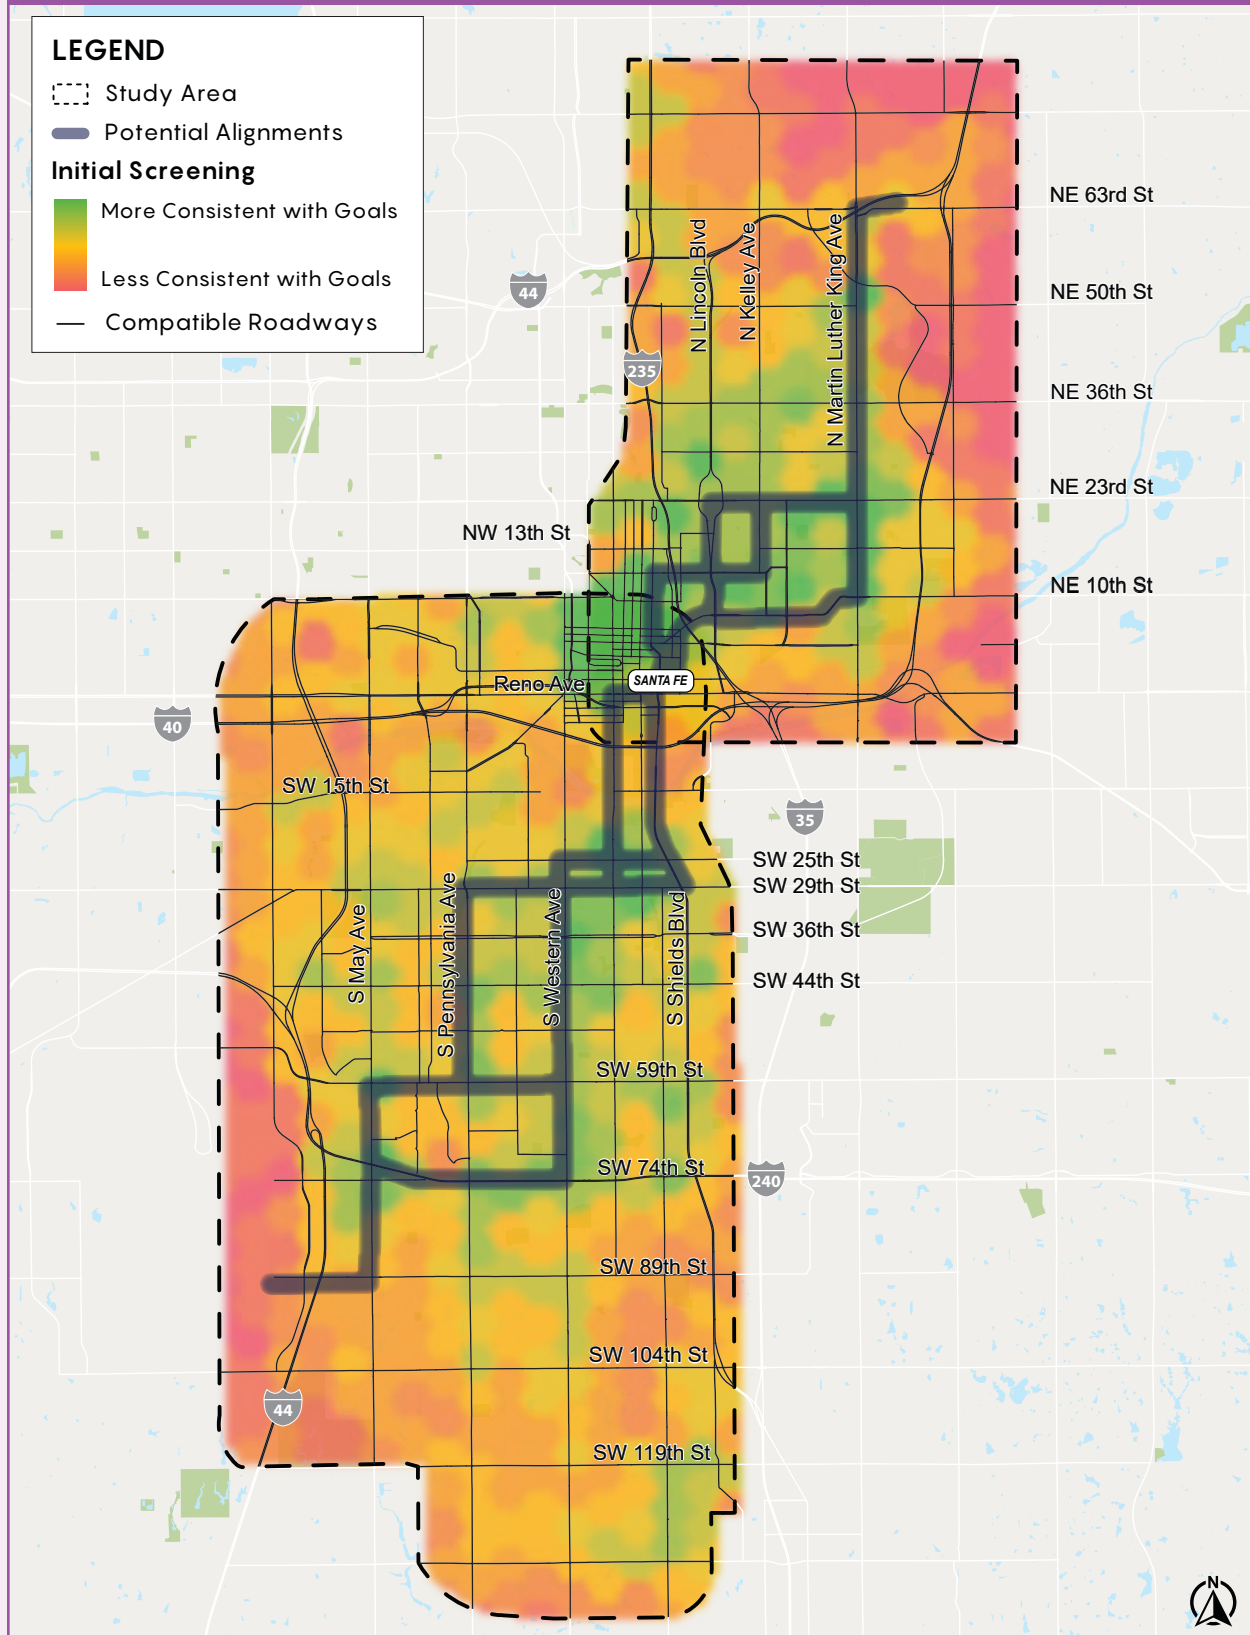 LEGEND
Study Area
Potential Alignments
Initial Screening
More Consistent with Goals
Less Consistent with Goals
Compatible Roadways
NE 63rd St
N Lincoln Blvd
N Kelley Ave
N Martin Luther King Ave
44
NE 50th St
235
NE 36th St
NE 23rd St
NW 13th St
NE 10th St
SANTA FE
Reno Ave
40
SW 15th St
35
SW 25th St
SW 29th St
S May Ave
S Pennsylvania Ave
S Western Ave
S Shields Blvd
SW 36th St
SW 44th St
SW 59th St
SW 74th St
240
SW 89th St
SW 104th St
44
SW 119th St
N